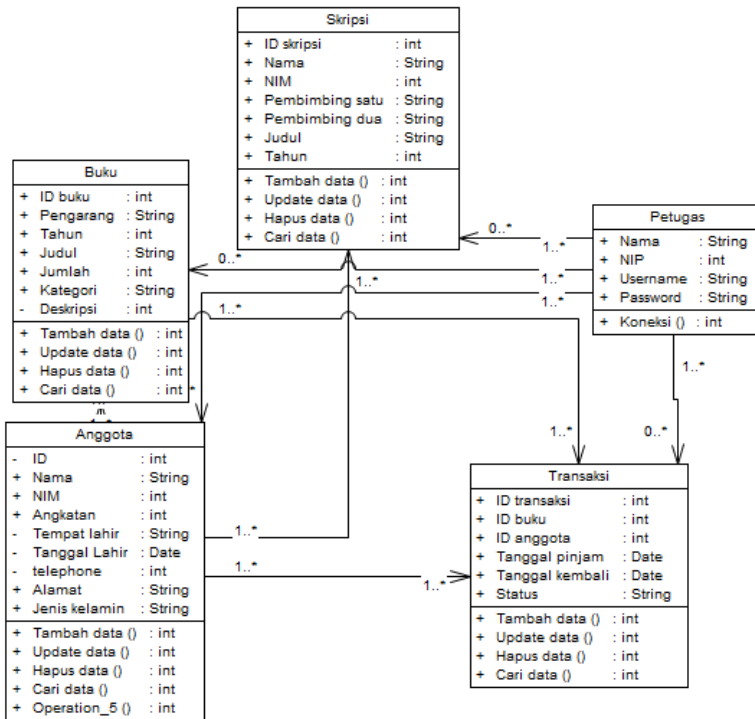 Skripsi
+ ID skripsi : int
+ Nama : String
+ NIM : int
+ Pembimbing satu : String
+ Pembimbing dua : String
+ Judul : String
+ Tahun : int
+ Tambah data () : int
+ Update data () : int
+ Hapus data () : int
+ Cari data () : int
Buku
+ ID buku : int
+ Pengarang : String
+ Tahun : int
+ Judul : String
+ Jumlah : int
+ Kategori : String
- Deskripsi : int
+ Tambah data () : int
+ Update data () : int
+ Hapus data () : int
+ Cari data () : int
Petugas
+ Nama : String
+ NIP : int
+ Username : String
+ Password : String
+ Koneksi () : int
0..*
1..*
0..*
1..*
1..*
1..*
1..*
1..*
0..*
1..*
*
Anggota
- ID : int
+ Nama : String
+ NIM : int
+ Angkatan : int
- Tempat lahir : String
- Tanggal Lahir : Date
- telephone : int
+ Alamat : String
+ Jenis kelamin : String
+ Tambah data () : int
+ Update data () : int
+ Hapus data () : int
+ Cari data () : int
+ Operation_5 () : int
1..*
1..*
1..*
Transaksi
+ ID transaksi : int
+ ID buku : int
+ ID anggota : int
+ Tanggal pinjam : Date
+ Tanggal kembali : Date
+ Status : String
+ Tambah data () : int
+ Update data () : int
+ Hapus data () : int
+ Cari data () : int